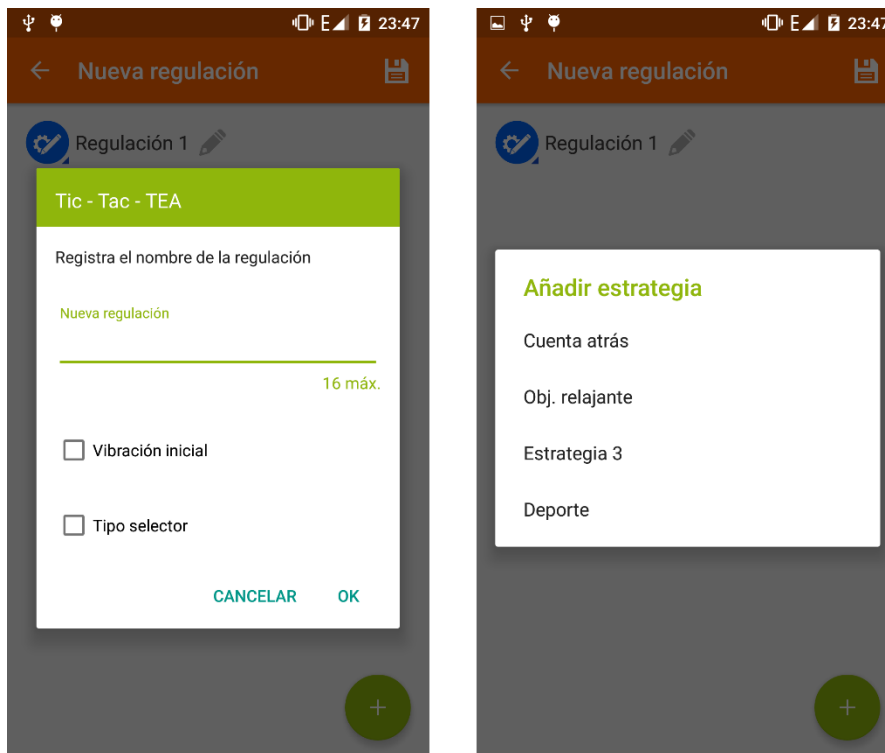 23:47
Nueva regulación
Regulación 1
Tic - Tac - TEA
Registra el nombre de la regulación
Nueva regulación
16 máx.
Vibración inicial
Tipo selector
CANCELAR OK
23:47
Nueva regulación
Regulación 1
Añadir estrategia
Cuenta atrás
Obj. relajante
Estrategia 3
Deporte